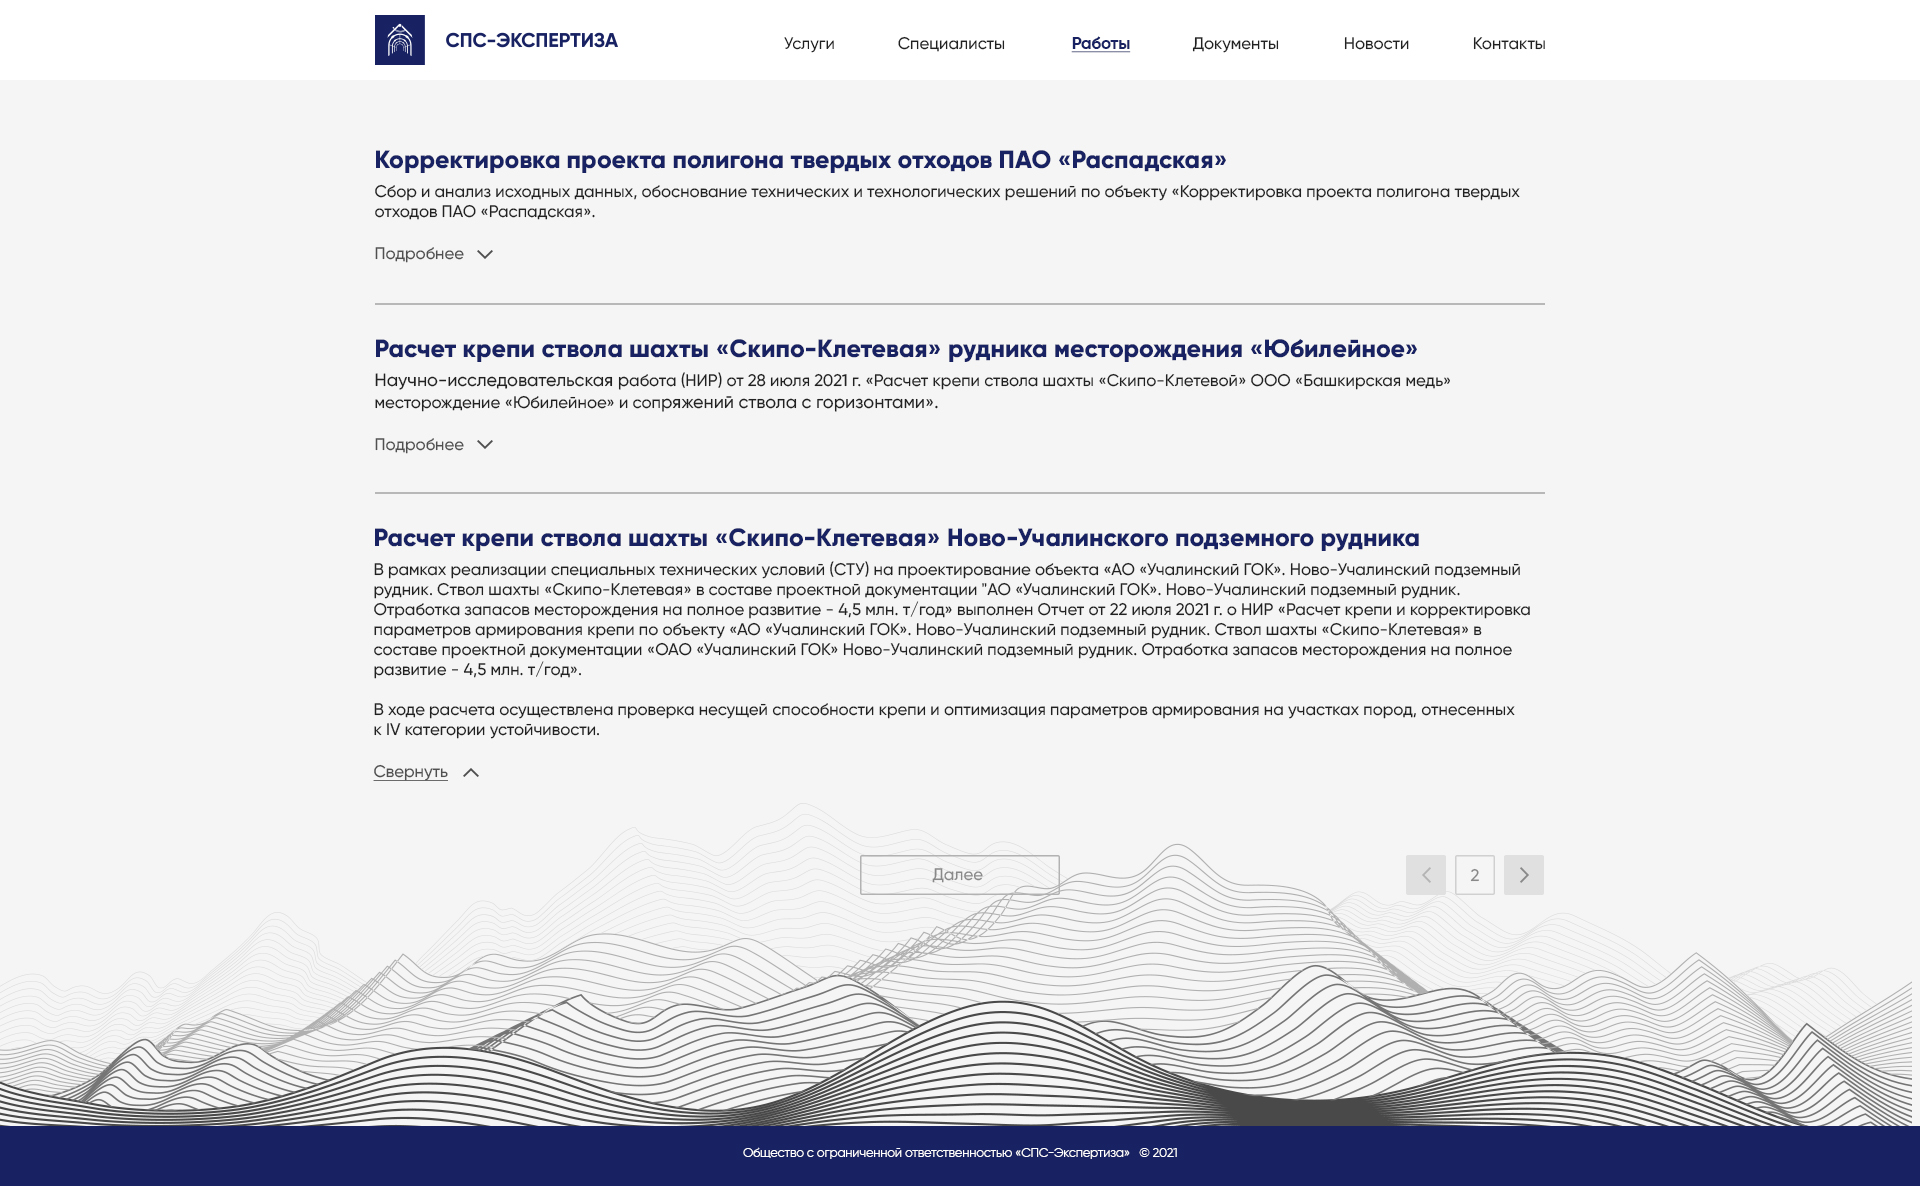 СПС-ЭКСПЕРТИЗА
Услуги
Специалисты
Работы
Документы
Новости
Контакты
Корректировка проекта полигона твердых отходов ПАО «Распадская»
Сбор и анализ исходных данных, обоснование технических и технологических решений по объекту «Корректировка проекта полигона твердых
отходов ПАО «Распадская».
Подробнее
Расчет крепи ствола шахты «Скипо-Клетевая» рудника месторождения «Юбилейное»
Научно-исследовательская работа (НИР) от 28 июля 2021 г. «Расчет крепи ствола шахты «Скипо-Клетевой» ООО «Башкирская медь»
месторождение «Юбилейное» и сопряжений ствола с горизонтами».
Подробнее
Расчет крепи ствола шахты «Скипо-Клетевая» Ново-Учалинского подземного рудника
В рамках реализации специальных технических условий (СТУ) на проектирование объекта «АО «Учалинский ГОК». Ново-Учалинский подземный
рудник. Ствол шахты «Скипо-Клетевая» в составе проектной документации "АО «Учалинский ГОК». Ново-Учалинский подземный рудник.
Отработка запасов месторождения на полное развитие - 4,5 млн. т/год» выполнен Отчет от 22 июля 2021 г. о НИР «Расчет крепи и корректировка
параметров армирования крепи по объекту «АО «Учалинский ГОК». Ново-Учалинский подземный рудник. Ствол шахты «Скипо-Клетевая» в
составе проектной документации «ОАО «Учалинский ГОК» Ново-Учалинский подземный рудник. Отработка запасов месторождения на полное
развитие - 4,5 млн. т/год».
В ходе расчета осуществлена проверка несущей способности крепи и оптимизация параметров армирования на участках пород, отнесенных
к IV категории устойчивости.
Свернуть
Далее
2
Общество с ограниченной ответственностью «СПС-Экспертиза» © 2021